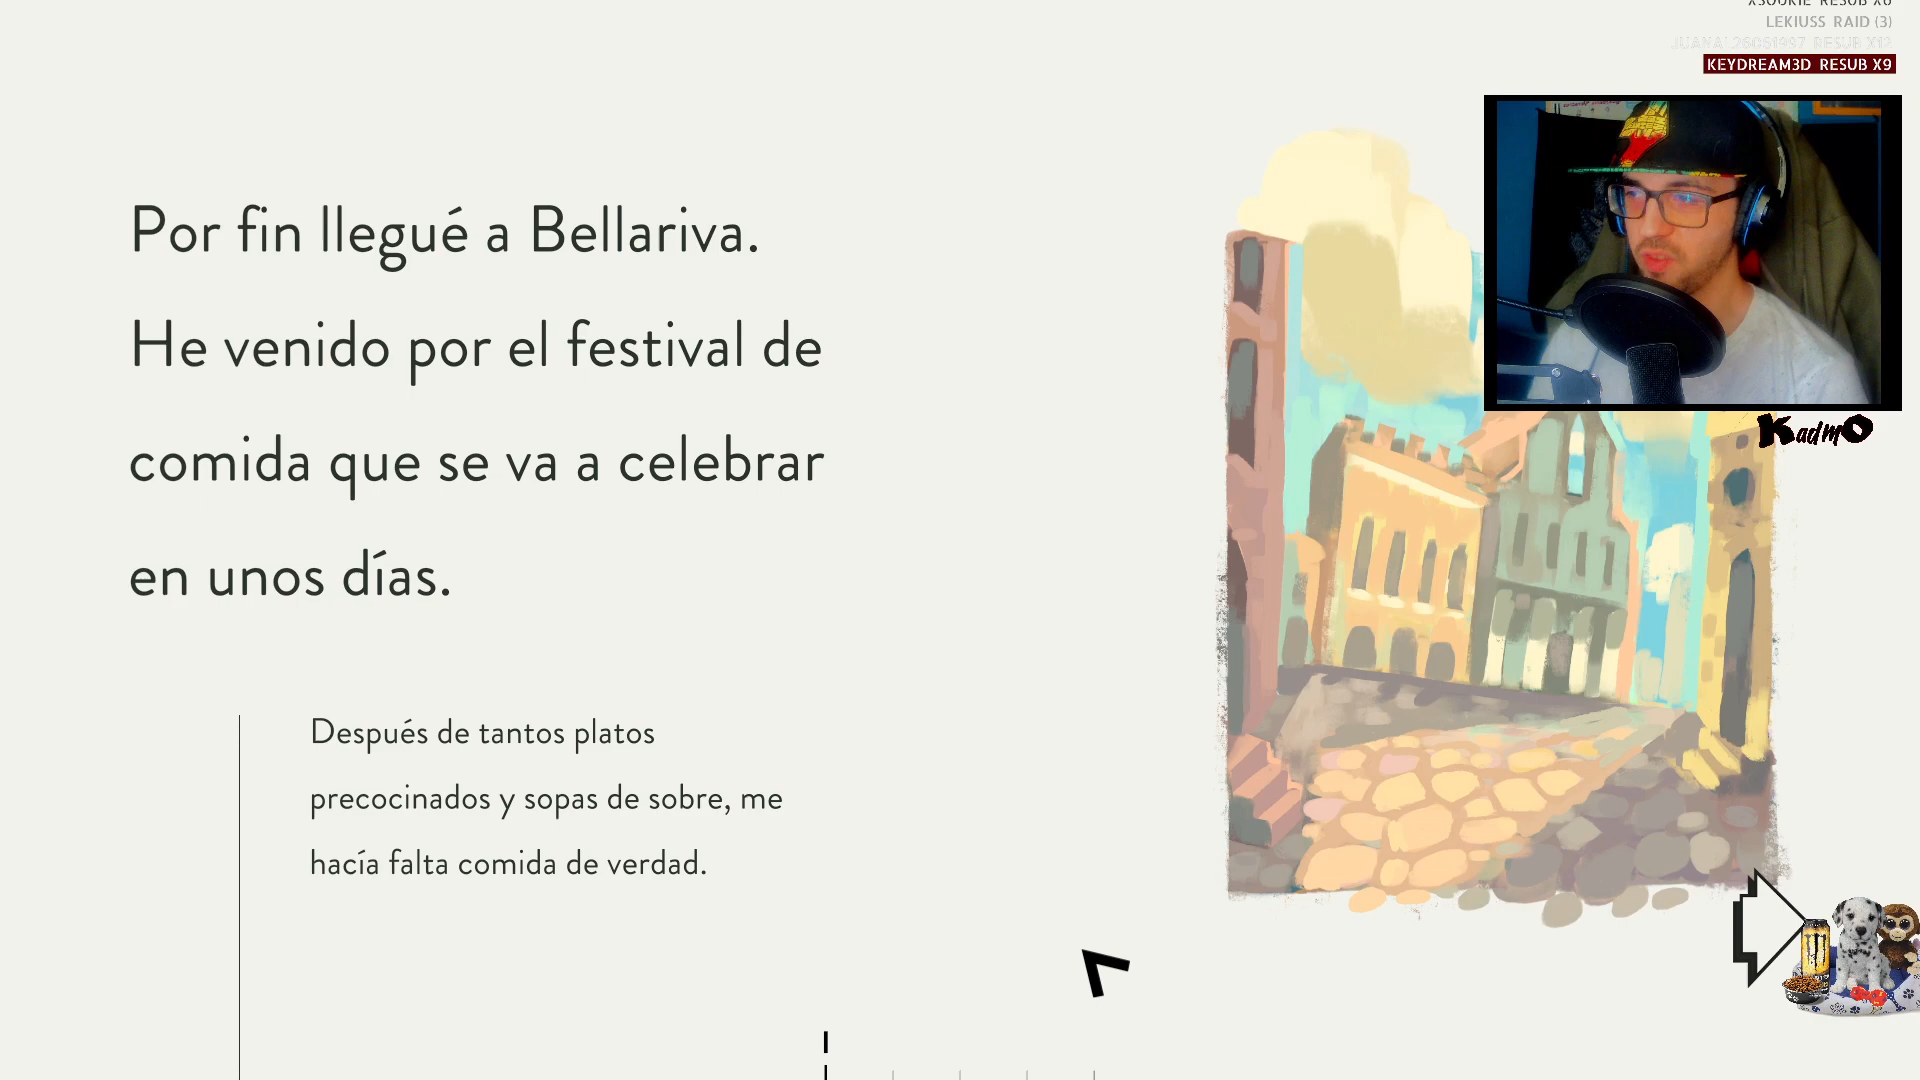 LEKIUSS RAID (3)
KEYDREAM3D RESUB X9
KadmO
Por fin llegué a Bellariva.
He venido por el festival de
comida que se va a celebrar
en unos días.
Después de tantos platos
precocinados y sopas de sobre, me
hacía falta comida de verdad.